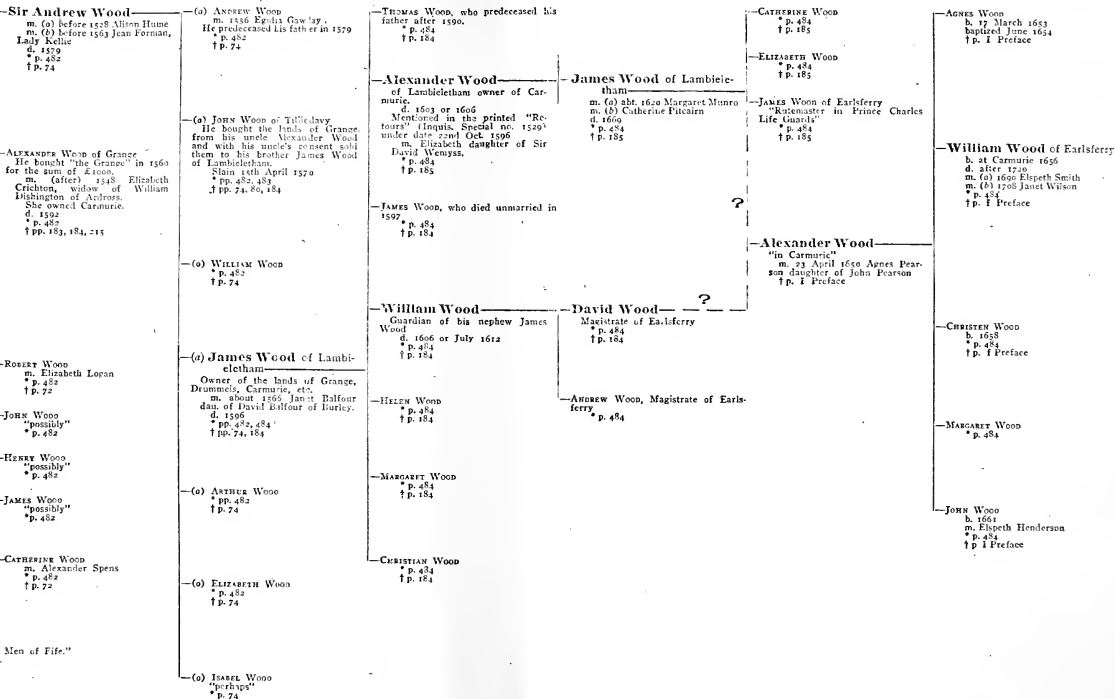 Sir Andrew Wood
m. (a) before 1528 Alison Hume
m. (b) before 1563 Jean Forman,
Lady Kellie
d. 1579
* p. 482
† p. 74
ALEXANDER WOOD of Grange
He bought "the Grange" in 1560
for the sum of £1000.
m. (after) 1548 Elizabeth
Crichton, widow of William
Dishington of Ardross.
She owned Carmurie.
d. 1592
* p. 482
† pp. 183, 184, 215
ROBERT WOOD
m. Elizabeth Logan
* p. 482
† p. 72
JOHN WOOD
"possibly"
* p. 482
HENRY WOOD
"possibly"
* p. 482
JAMES WOOD
"possibly"
* p. 482
CATHERINE WOOD
m. Alexander Spens
* p. 482
† p. 72
Men of Fife."
(a) ANDREW WOOD
m. 1556 Egidia
He predeceased his father in 1579
* p. 482
† p. 74
(a) JOHN WOOD of Tilliedavy
He bought the lands of Grange
from his uncle Alexander Wood
and with his uncle's consent sold
them to his brother James Wood
of Lambieletham.
Slain 15th April 1570
* pp. 482, 483
† pp. 74, 80, 184
(a) WILLIAM WOOD
* p. 482
† p. 74
(a) James Wood of Lambi-
eletham
Owner of the lands of Grange,
Drummels, Carmurie, etc.
m. about 1566 Janet Balfour
dau. of David Balfour of Burley.
d. 1596
* pp. 482, 484
† pp. 74, 184
(a) ARTHUR WOOD
* pp. 482
† p. 74
(a) ELIZABETH WOOD
* p. 482
† p. 74
(a) ISABEL WOOD
"perhaps"
* p. 74
THOMAS WOOD, who predeceased his
father after 1590.
* p. 484
† p. 184
Alexander Wood
of Lambieletham owner of Car-
murie.
d. 1603 or 1606
Mentioned in the printed "Re-
tours" (Inquis. Special no. 1529)
under date 22nd Oct. 1596
m. Elizabeth daughter of Sir
David Wemyss.
* p. 484
† p. 185
JAMES WOOD, who died unmarried in
1597
* p. 484
† p. 184
William Wood
Guardian of his nephew James
Wood
d. 1606 or July 1612
* p. 484
† p. 184
HELEN WOOD
* p. 484
† p. 184
MARGARET WOOD
* p. 484
† p. 184
CHRISTIAN WOOD
* p. 484
† p. 184
James Wood of Lambiele-
tham
m. (a) abt. 1620 Margaret Munro
m. (b) Catherine Pitcairn
d. 1669
* p. 484
† p. 185
David Wood
?
Magistrate of Earlsferry
* p. 484
† p. 184
ANDREW WOOD, Magistrate of Earls-
ferry
* p. 484
CATHERINE WOOD
* p. 484
† p. 185
ELIZABETH WOOD
* p. 484
† p. 185
JAMES WOOD of Earlsferry
"Rutemaster in Prince Charles
Life Guards"
* p. 484
† p. 185
?
Alexander Wood
"in Carmurie"
m. 23 April 1650 Agnes Pear-
son daughter of John Pearson
† p. I Preface
AGNES WOOD
b. 17 March 1653
baptized June 1654
† p. I Preface
William Wood of Earlsferry
b. at Carmurie 1656
d. after 1720
m. (a) 1690 Elspeth Smith
m. (b) 1708 Janet Wilson
* p. 484
† p. I Preface
CHRISTEN WOOD
b. 1658
* p. 484
† p. I Preface
MARGARET WOOD
* p. 484
JOHN WOOD
b. 1661
m. Elspeth Henderson
* p. 484
† p I Preface